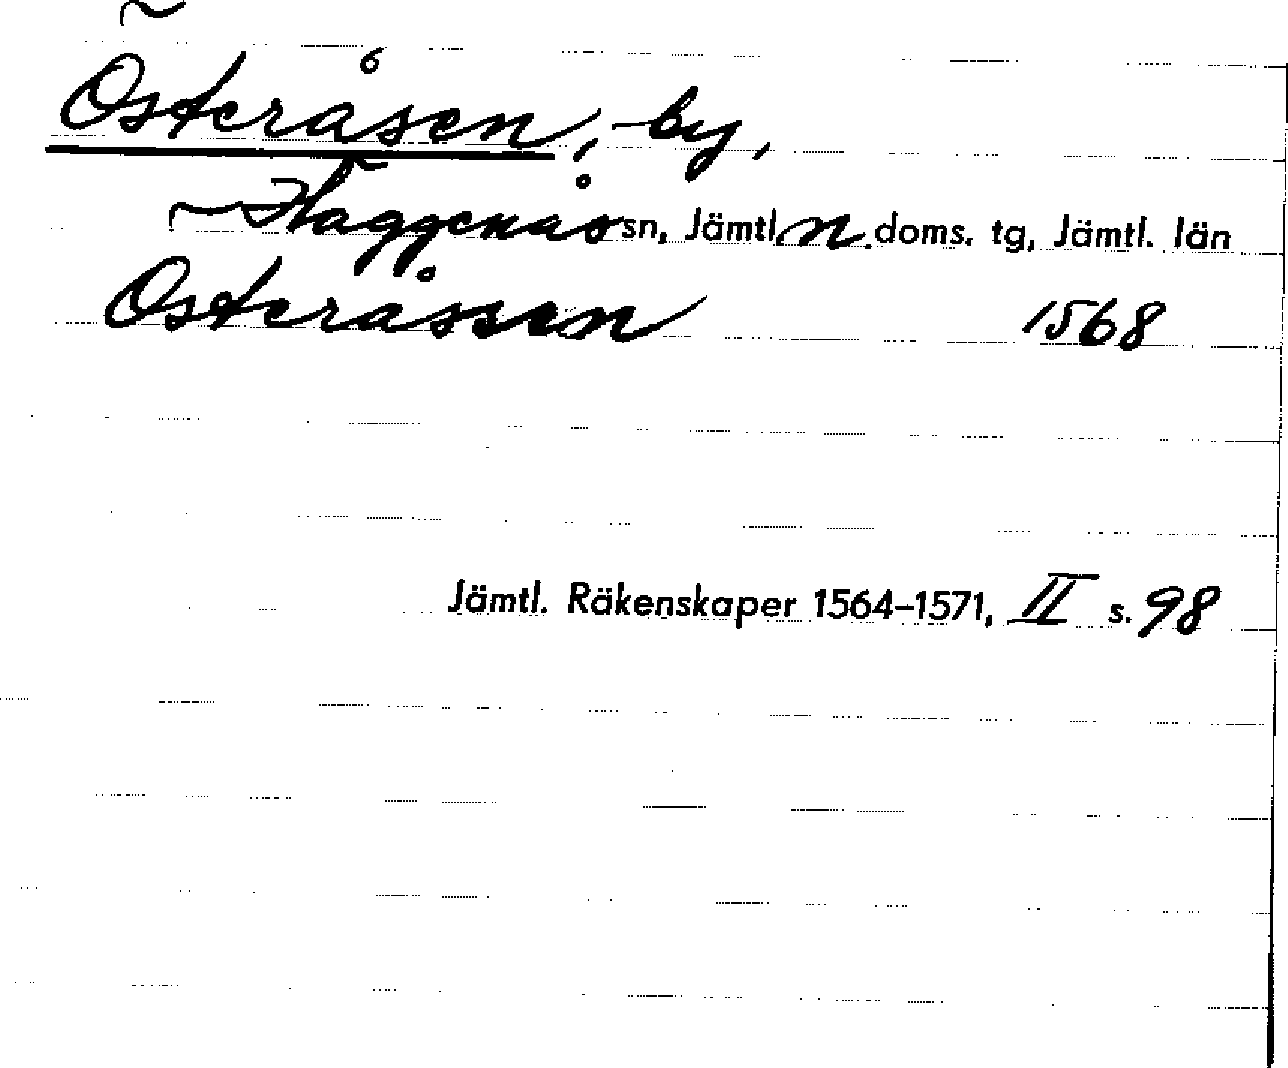 Österåsen, by,
Häggenås sn, Jämtl. n. doms. tg, Jämtl. län
Österåssen 1568
Jämtl. Räkenskaper 1564–1571, II s. 98